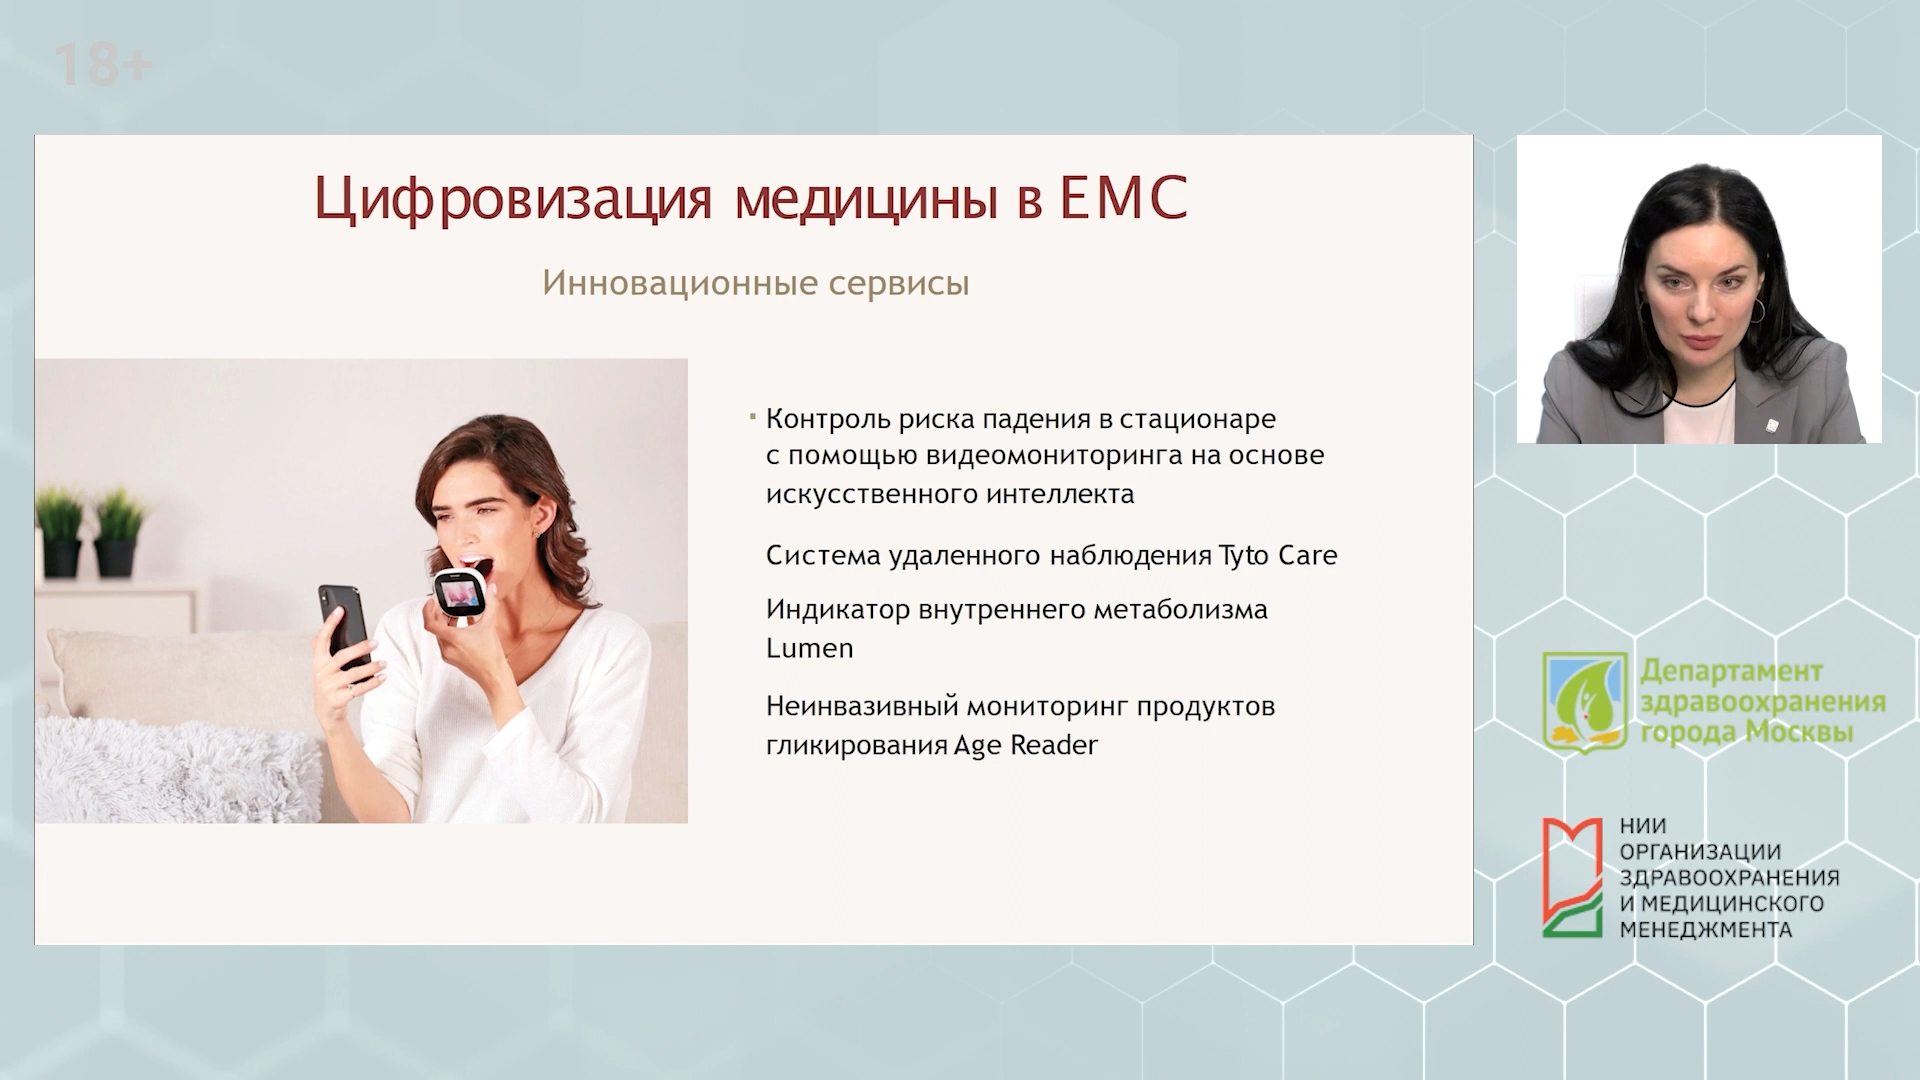 18+
Цифровизация медицины в ЕМС
Инновационные сервисы
Контроль риска падения в стационаре
с помощью видеомониторинга на основе
искусственного интеллекта
Система удаленного наблюдения Tyto Care
Индикатор внутреннего метаболизма
Lumen
Неинвазивный мониторинг продуктов
гликирования Age Reader
Департамент
здравоохранения
города Москвы
НИИ
ОРГАНИЗАЦИИ
ЗДРАВООХРАНЕНИЯ
И МЕДИЦИНСКОГО
МЕНЕДЖМЕНТА